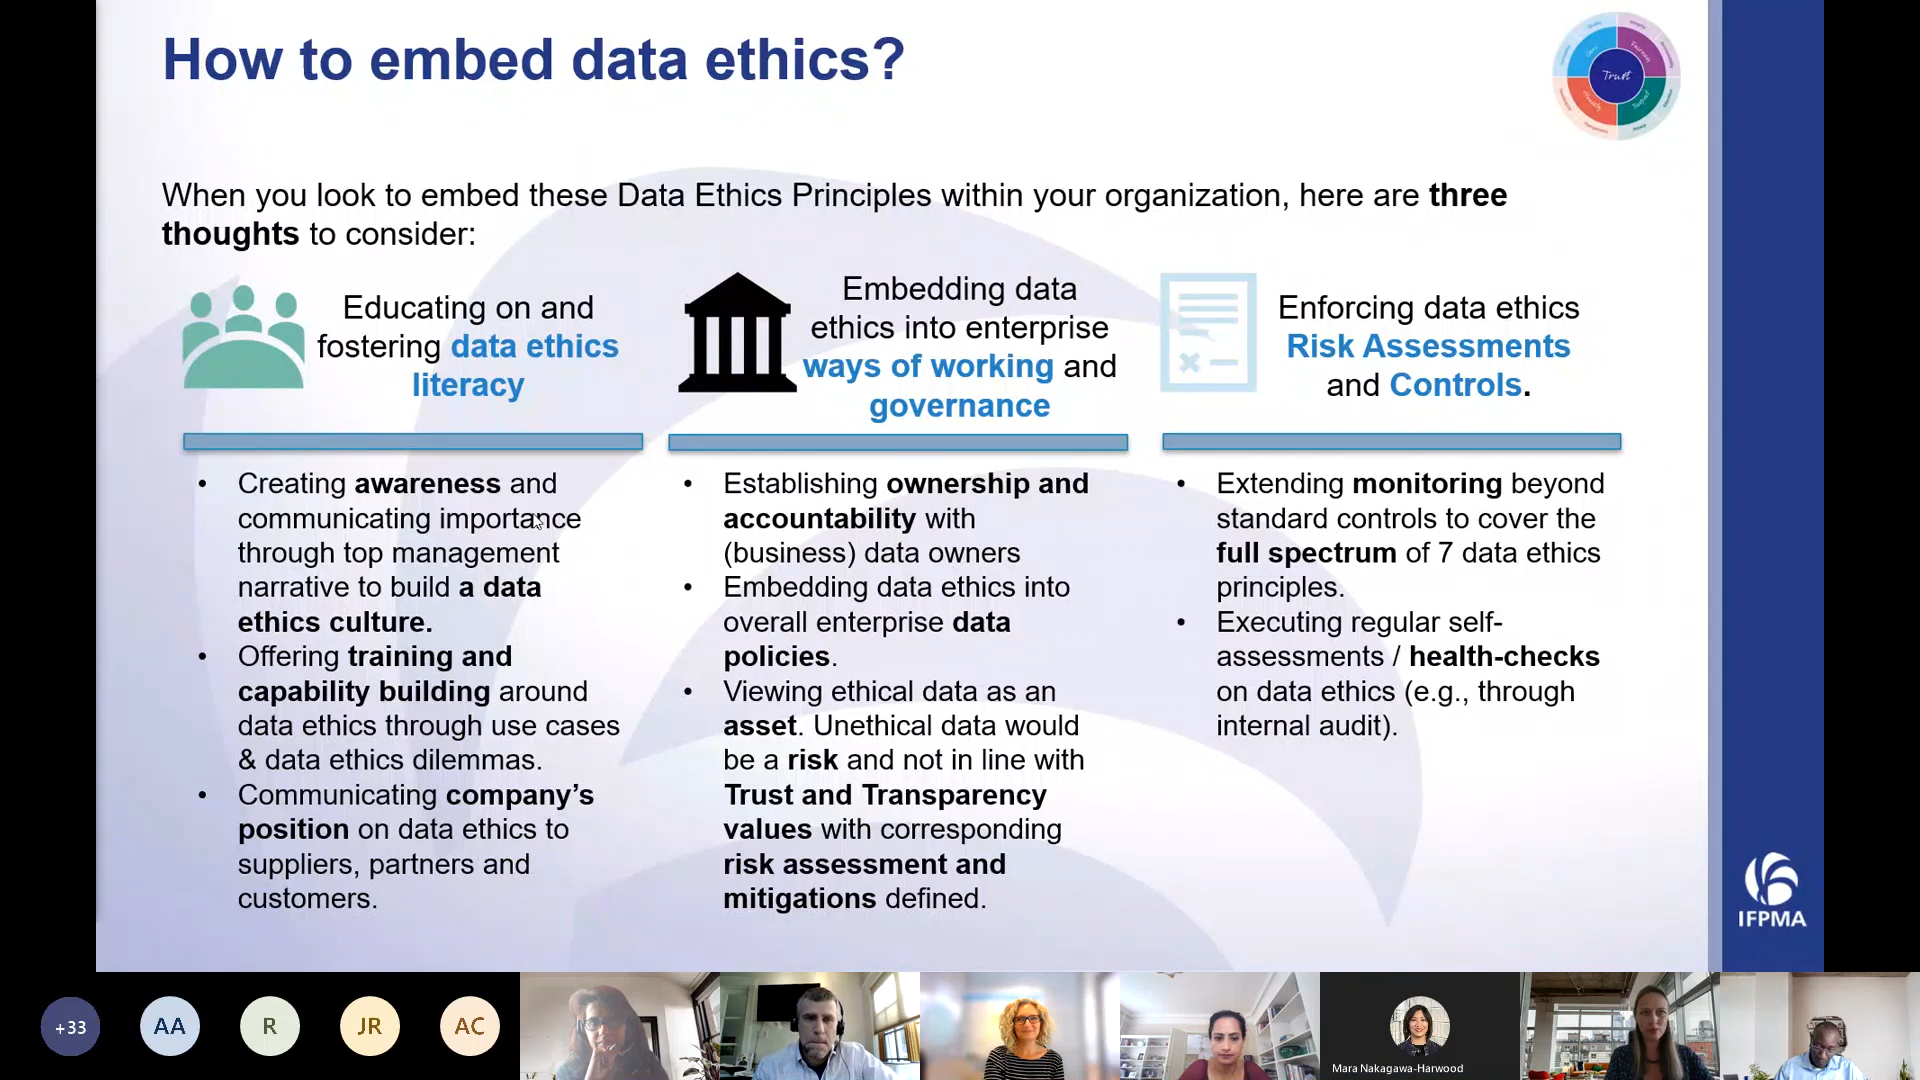 How to embed data ethics?
Trust
When you look to embed these Data Ethics Principles within your organization, here are three
thoughts to consider:
Educating on and
fostering data ethics
literacy
Embedding data
ethics into enterprise
ways of working and
governance
Enforcing data ethics
Risk Assessments
and Controls.
• Creating awareness and
communicating importance
through top management
narrative to build a data
ethics culture.
• Offering training and
capability building around
data ethics through use cases
& data ethics dilemmas.
• Communicating company’s
position on data ethics to
suppliers, partners and
customers.
• Establishing ownership and
accountability with
(business) data owners
• Embedding data ethics into
overall enterprise data
policies.
• Viewing ethical data as an
asset. Unethical data would
be a risk and not in line with
Trust and Transparency
values with corresponding
risk assessment and
mitigations defined.
• Extending monitoring beyond
standard controls to cover the
full spectrum of 7 data ethics
principles.
• Executing regular self-
assessments / health-checks
on data ethics (e.g., through
internal audit).
IFPMA
+33
AA
R
JR
AC
Mara Nakagawa-Harwood